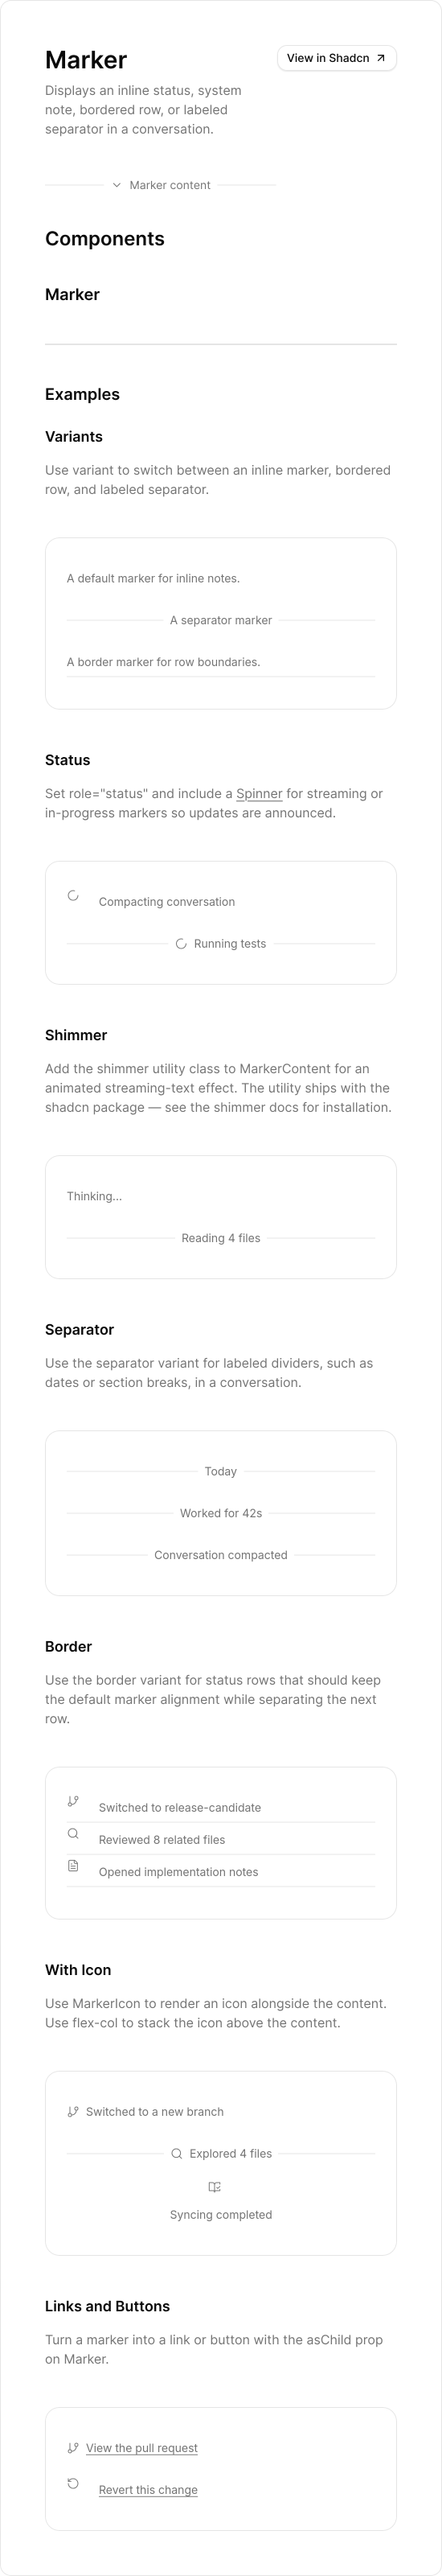 Marker
View in Shadcn
Displays an inline status, system
note, bordered row, or labeled
separator in a conversation.
Marker content
Components
Marker
Examples
Variants
Use variant to switch between an inline marker, bordered
row, and labeled separator.
A default marker for inline notes.
A separator marker
A border marker for row boundaries.
Status
Set role="status" and include a Spinner for streaming or
in-progress markers so updates are announced.
Compacting conversation
Running tests
Shimmer
Add the shimmer utility class to MarkerContent for an
animated streaming-text effect. The utility ships with the
shadcn package — see the shimmer docs for installation.
Thinking...
Reading 4 files
Separator
Use the separator variant for labeled dividers, such as
dates or section breaks, in a conversation.
Today
Worked for 42s
Conversation compacted
Border
Use the border variant for status rows that should keep
the default marker alignment while separating the next
row.
Switched to release-candidate
Reviewed 8 related files
Opened implementation notes
With Icon
Use MarkerIcon to render an icon alongside the content.
Use flex-col to stack the icon above the content.
Switched to a new branch
Explored 4 files
Syncing completed
Links and Buttons
Turn a marker into a link or button with the asChild prop
on Marker.
View the pull request
Revert this change